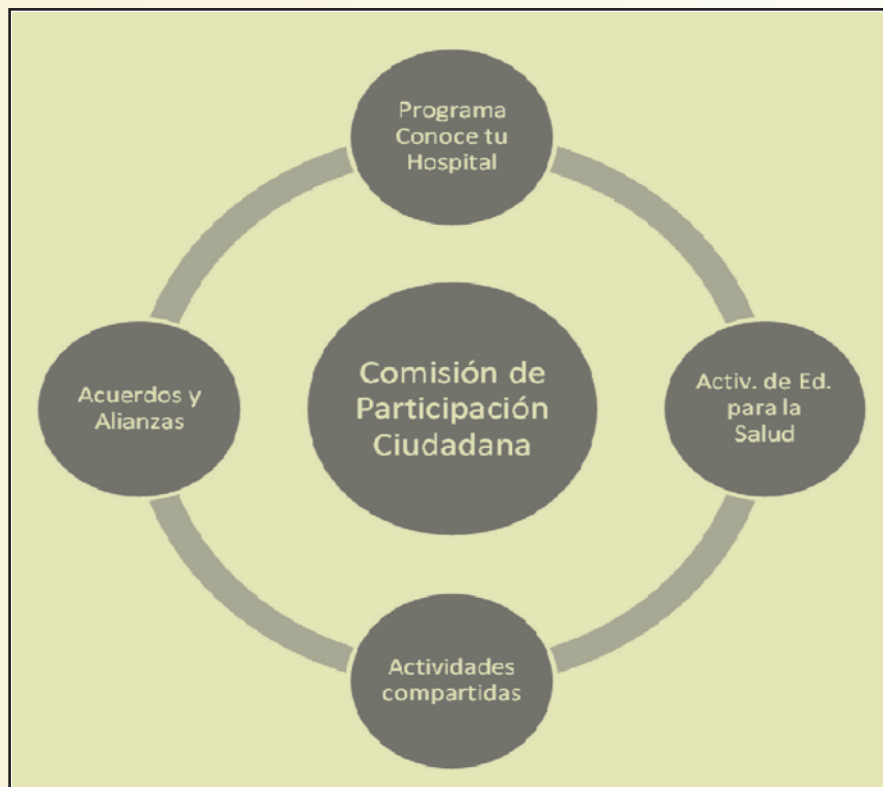 Programa
Conoce tu
Hospital
Acuerdos y
Alianzas
Comisión de
Participación
Ciudadana
Activ. de Ed.
para la
Salud
Actividades
compartidas